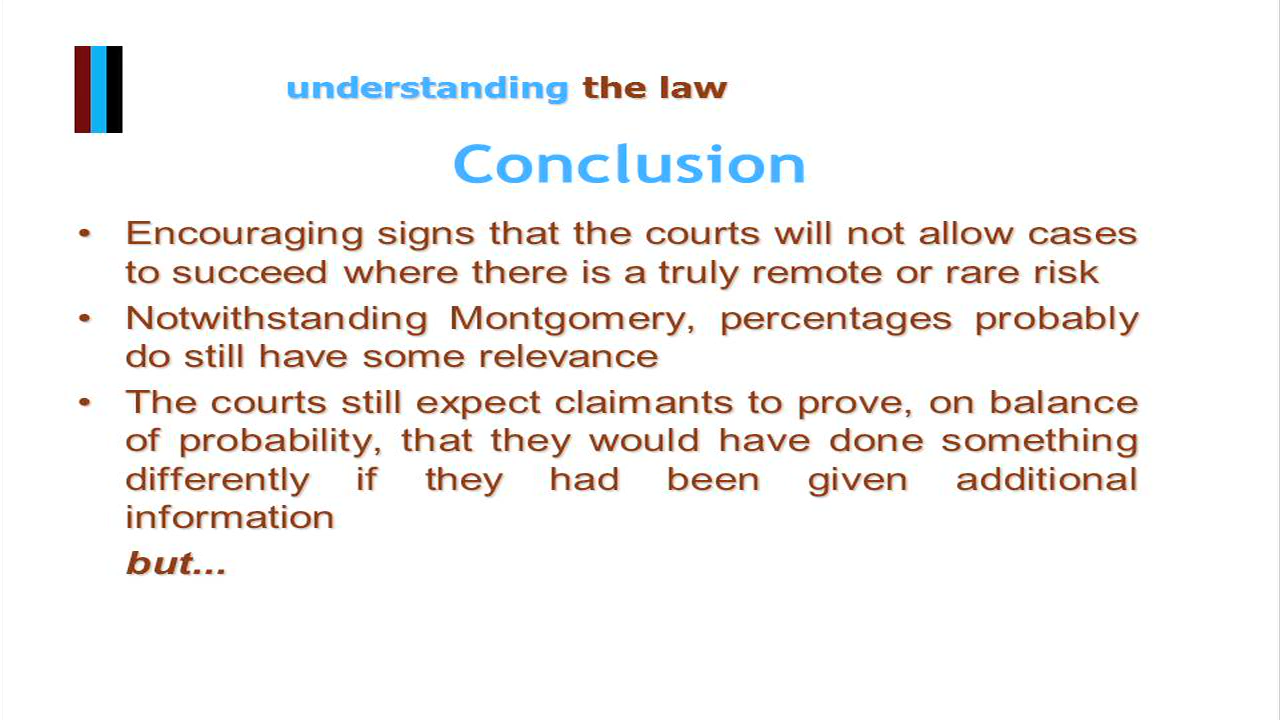 understanding the law
Conclusion
• Encouraging signs that the courts will not allow cases
to succeed where there is a truly remote or rare risk
• Notwithstanding Montgomery, percentages probably
do still have some relevance
• The courts still expect claimants to prove, on balance
of probability, that they would have done something
differently if they had been given additional
information
but...